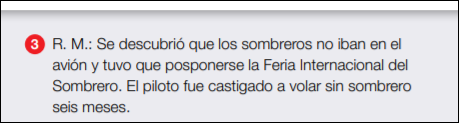 3 R. M.: Se descubrió que los sombreros no iban en el
avión y tuvo que posponerse la Feria Internacional del
Sombrero. El piloto fue castigado a volar sin sombrero
seis meses.